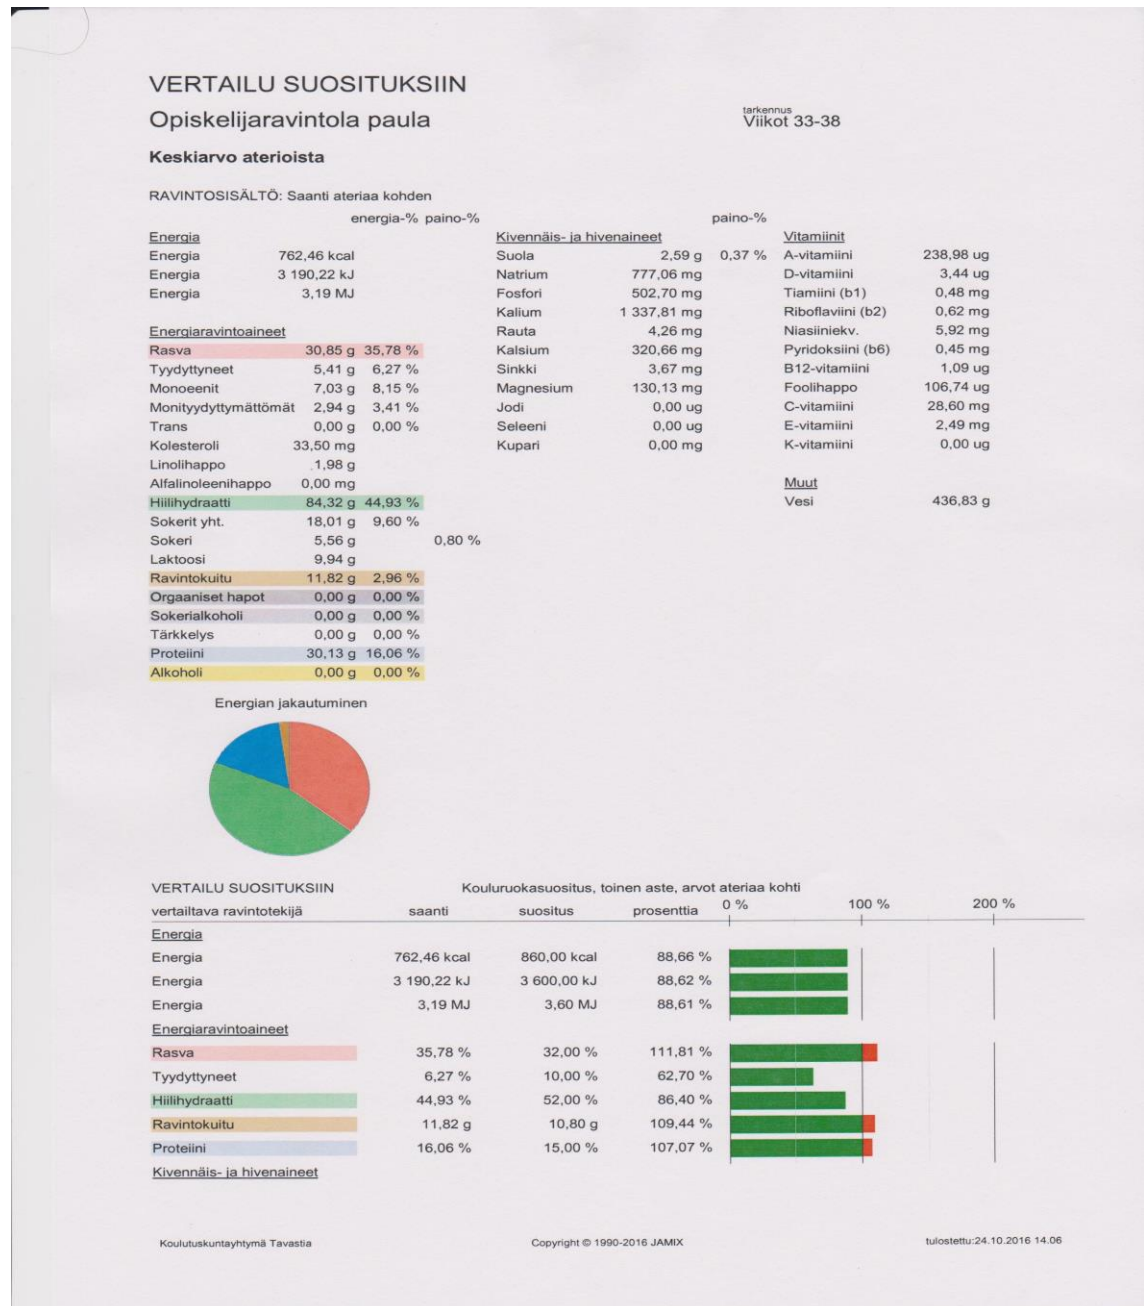 VERTAILU SUOSITUKSIIN
Opiskelijaravintola paula
tarkennus
Viikot 33-38
Keskiarvo aterioista
RAVINTOSISÄLTÖ: Saanti ateriaa kohden
energia-% paino-%
Energia
Energia 762,46 kcal
Energia 3 190,22 kJ
Energia 3,19 MJ
Energiaravintoaineet
Rasva 30,85 g 35,78 %
Tyydyttyneet 5,41 g 6,27 %
Monoeenit 7,03 g 8,15 %
Monityydyttymättömät 2,94 g 3,41 %
Trans 0,00 g 0,00 %
Kolesteroli 33,50 mg
Linolihappo 1,98 g
Alfalinoleenihappo 0,00 mg
Hiilihydraatti 84,32 g 44,93 %
Sokerit yht. 18,01 g 9,60 %
Sokeri 5,56 g 0,80 %
Laktoosi 9,94 g
Ravintokuitu 11,82 g 2,96 %
Orgaaniset hapot 0,00 g 0,00 %
Sokerialkoholi 0,00 g 0,00 %
Tärkkelys 0,00 g 0,00 %
Proteiini 30,13 g 16,06 %
Alkoholi 0,00 g 0,00 %
paino-%
Kivennäis- ja hivenaineet
Suola 2,59 g 0,37 %
Natrium 777,06 mg
Fosfori 502,70 mg
Kalium 1 337,81 mg
Rauta 4,26 mg
Kalsium 320,66 mg
Sinkki 3,67 mg
Magnesium 130,13 mg
Jodi 0,00 ug
Seleeni 0,00 ug
Kupari 0,00 mg
Vitamiinit
A-vitamiini 238,98 ug
D-vitamiini 3,44 ug
Tiamiini (b1) 0,48 mg
Riboflaviini (b2) 0,62 mg
Niasiiniekv. 5,92 mg
Pyridoksiini (b6) 0,45 mg
B12-vitamiini 1,09 ug
Foolihappo 106,74 ug
C-vitamiini 28,60 mg
E-vitamiini 2,49 mg
K-vitamiini 0,00 ug
Muut
Vesi 436,83 g
Energian jakautuminen
VERTAILU SUOSITUKSIIN Kouluruokasuositus, toinen aste, arvot ateriaa kohti
vertailtava ravintotekijä saanti suositus prosenttia 0 % 100 % 200 %
Energia
Energia 762,46 kcal 860,00 kcal 88,66 %
Energia 3 190,22 kJ 3 600,00 kJ 88,62 %
Energia 3,19 MJ 3,60 MJ 88,61 %
Energiaravintoaineet
Rasva 35,78 % 32,00 % 111,81 %
Tyydyttyneet 6,27 % 10,00 % 62,70 %
Hiilihydraatti 44,93 % 52,00 % 86,40 %
Ravintokuitu 11,82 g 10,80 g 109,44 %
Proteiini 16,06 % 15,00 % 107,07 %
Kivennäis- ja hivenaineet
Koulutuskuntayhtymä Tavastia Copyright © 1990-2016 JAMIX tulostettu:24.10.2016 14.06